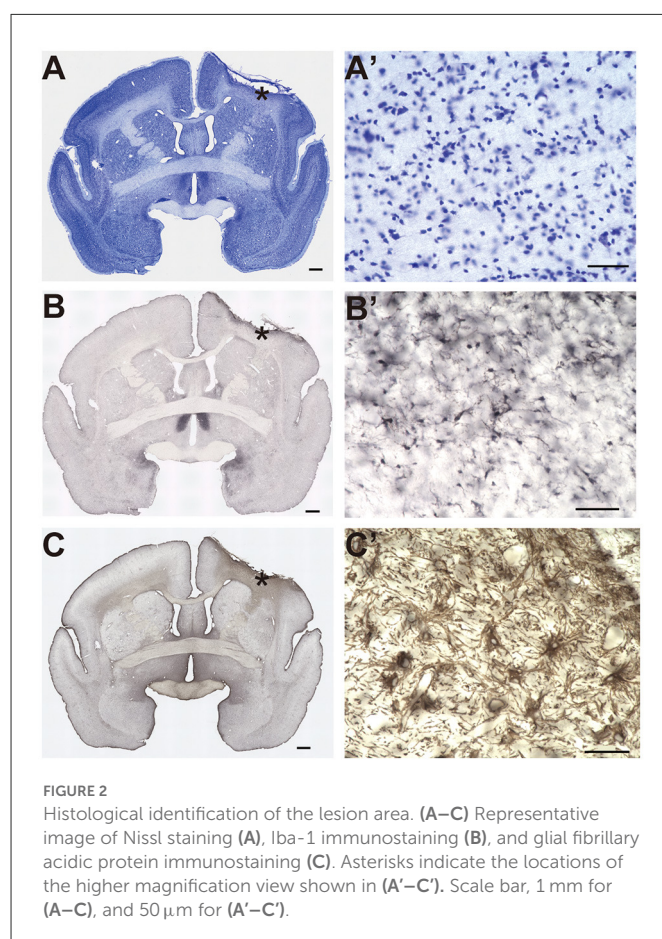 A
A'
B
B'
C
C'
FIGURE 2
Histological identification of the lesion area. (A–C) Representative
image of Nissl staining (A), Iba-1 immunostaining (B), and glial fibrillary
acidic protein immunostaining (C). Asterisks indicate the locations of
the higher magnification view shown in (A'–C'). Scale bar, 1 mm for
(A–C), and 50 μm for (A'–C').